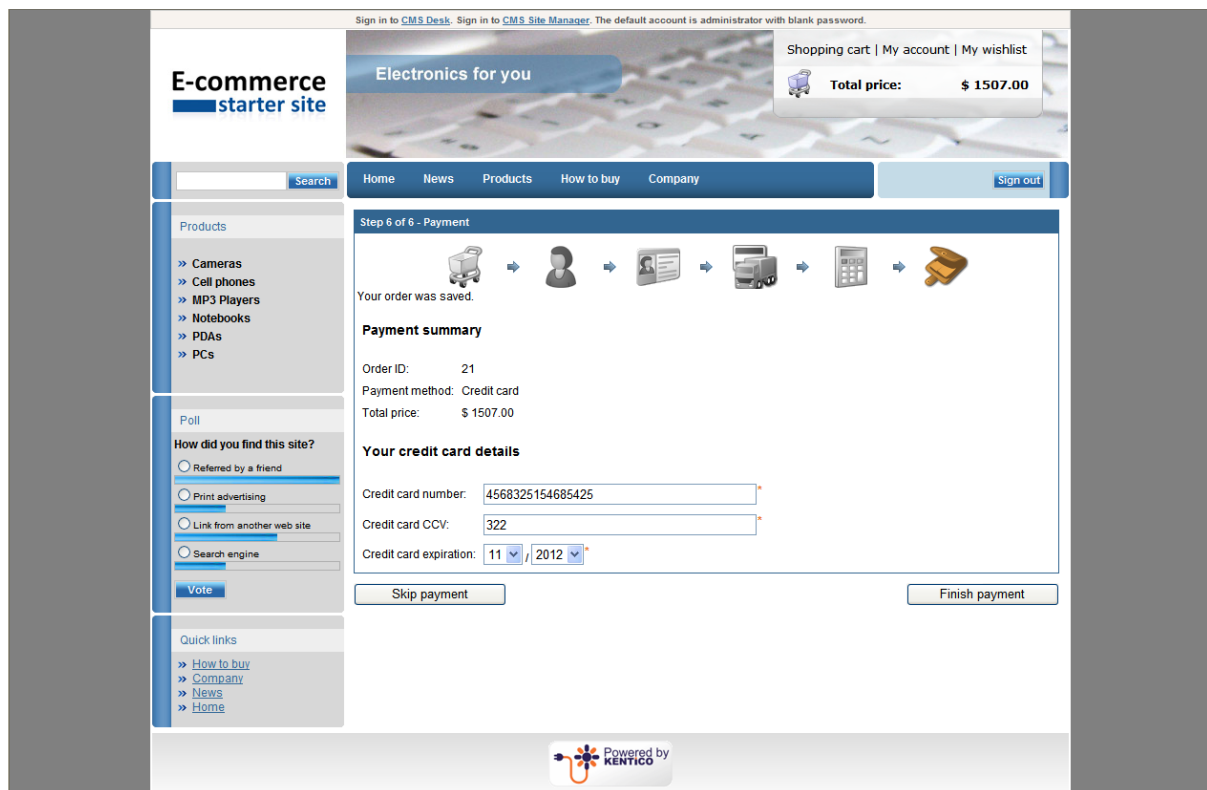 Sign in to CMS Desk. Sign in to CMS Site Manager. The default account is administrator with blank password.
E-commerce
starter site
Electronics for you
Shopping cart | My account | My wishlist
Total price: $ 1507.00
Search
Home News Products How to buy Company
Sign out
Products
» Cameras
» Cell phones
» MP3 Players
» Notebooks
» PDAs
» PCs
Poll
How did you find this site?
Referred by a friend
Print advertising
Link from another web site
Search engine
Vote
Quick links
» How to buy
» Company
» News
» Home
Step 6 of 6 - Payment
Your order was saved.
Payment summary
Order ID: 21
Payment method: Credit card
Total price: $ 1507.00
Your credit card details
Credit card number: 4568325154685425 *
Credit card CCV: 322 *
Credit card expiration: 11 / 2012 *
Skip payment Finish payment
Powered by
KENTICO